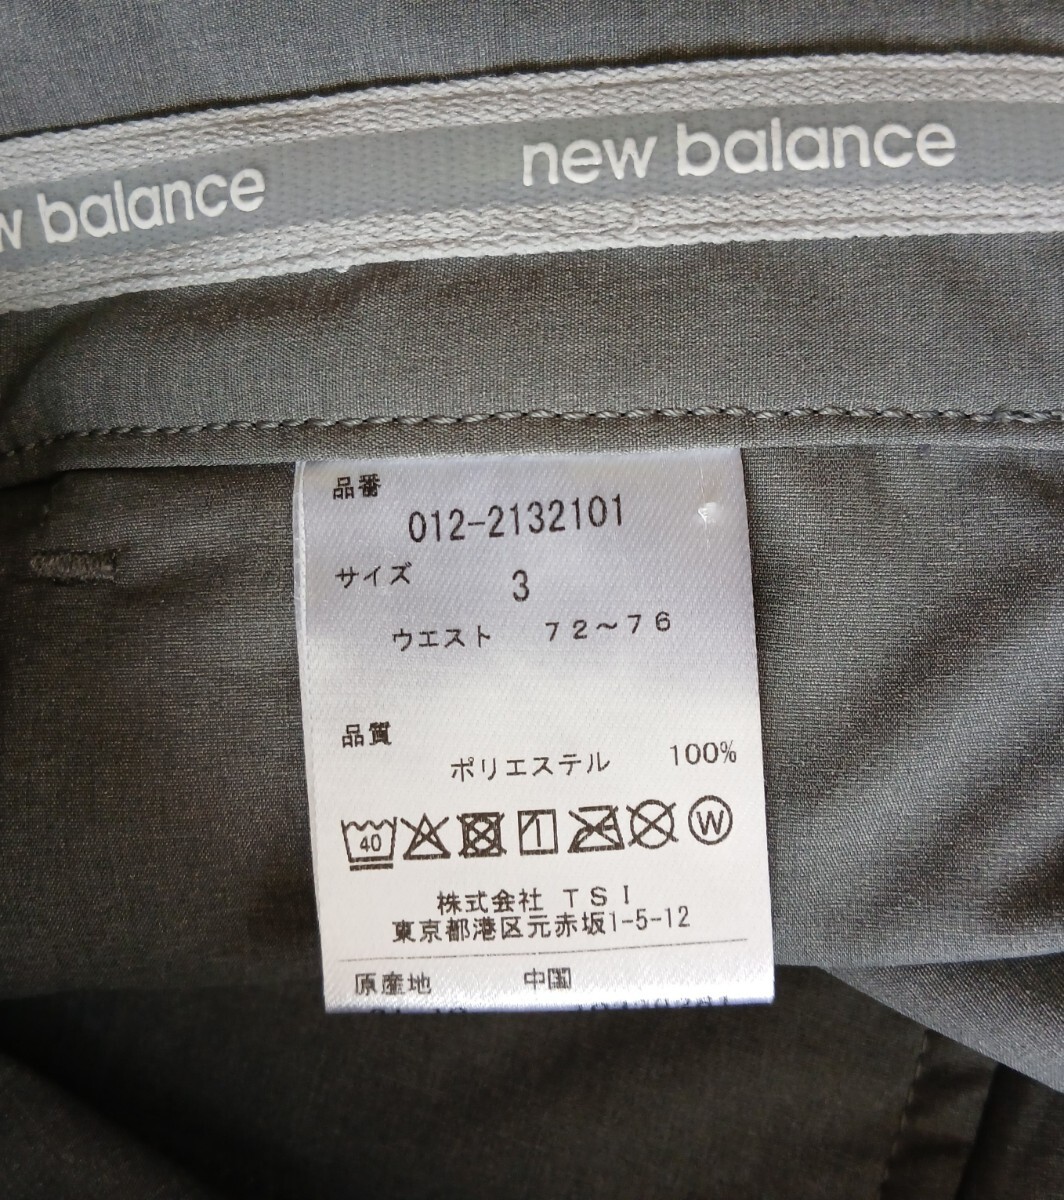 new balance
w balance
品番
012-2132101
サイズ 3
ウエスト 72～76
品質
ポリエステル 100%
40 W
株式会社 TSI
東京都港区元赤坂1-5-12
原産地 中国